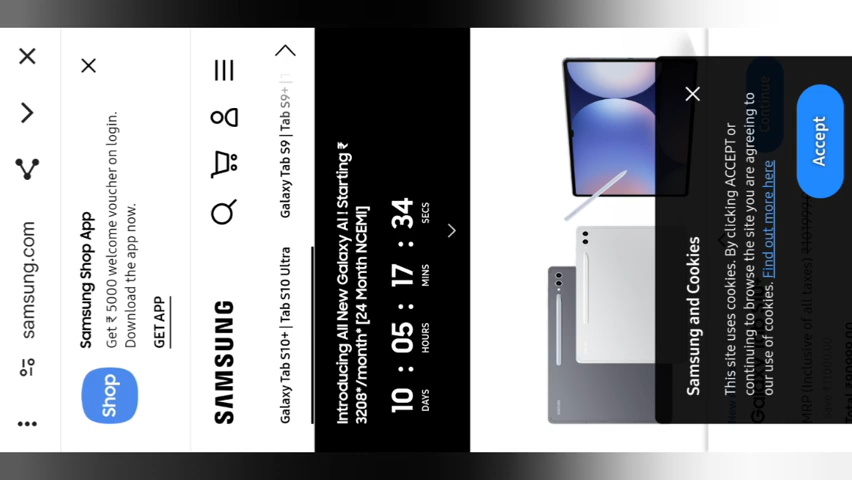 samsung.com
Shop
Samsung Shop App
Get ₹ 5000 welcome voucher on login.
Download the app now.
GET APP
SAMSUNG
Galaxy Tab S10+ | Tab S10 Ultra
Galaxy Tab S9 | Tab S9+ |
Introducing All New Galaxy AI ! Starting ₹
3208*/month* [24 Month NCEMI]
10 : 05 : 17 : 34
DAYS HOURS MINS SECS
Samsung and Cookies
This site uses cookies. By clicking ACCEPT or
continuing to browse the site you are agreeing to
our use of cookies. Find out more here
Accept
Continue
New
Galaxy
MRP (Inclusive of all taxes)